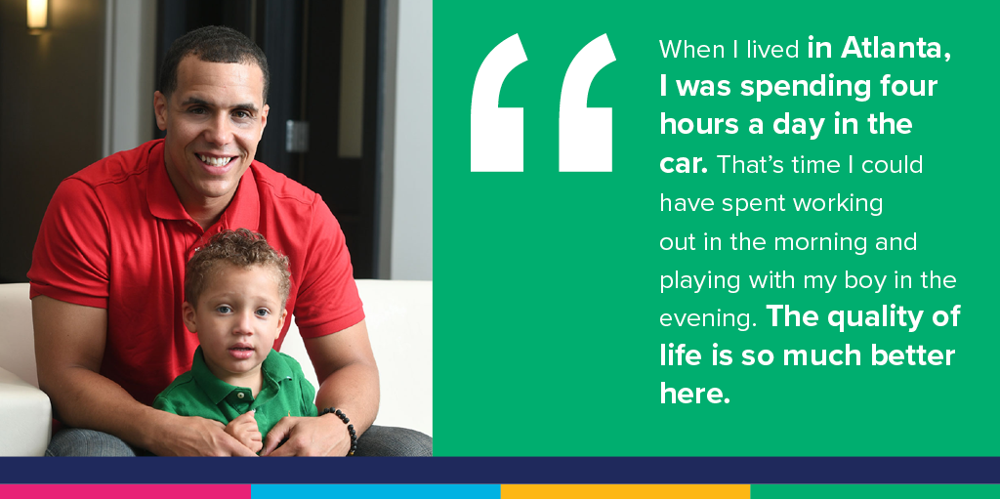 When I lived in Atlanta,
I was spending four
hours a day in the
car. That’s time I could
have spent working
out in the morning and
playing with my boy in the
evening. The quality of
life is so much better
here.